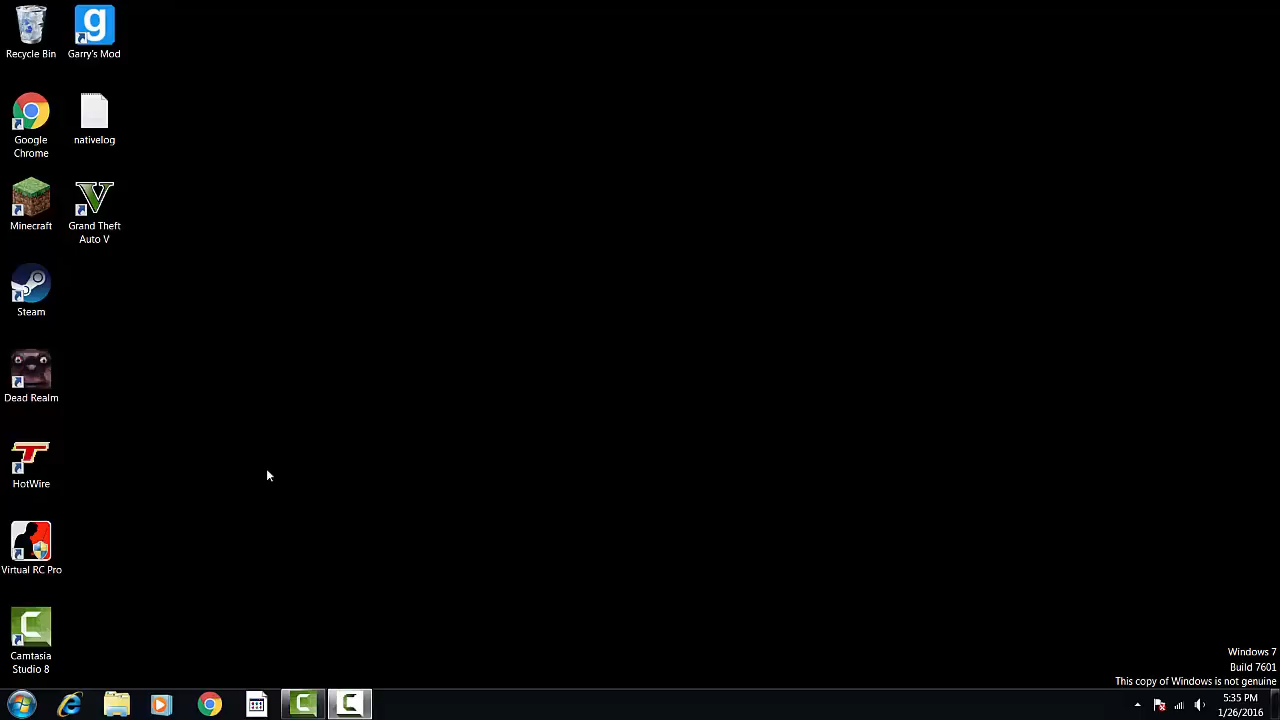 Recycle Bin
Garry's Mod
Google
Chrome
nativelog
Minecraft
Grand Theft
Auto V
Steam
Dead Realm
HotWire
Virtual RC Pro
Camtasia
Studio 8
Windows 7
Build 7601
This copy of Windows is not genuine
5:35 PM
1/26/2016